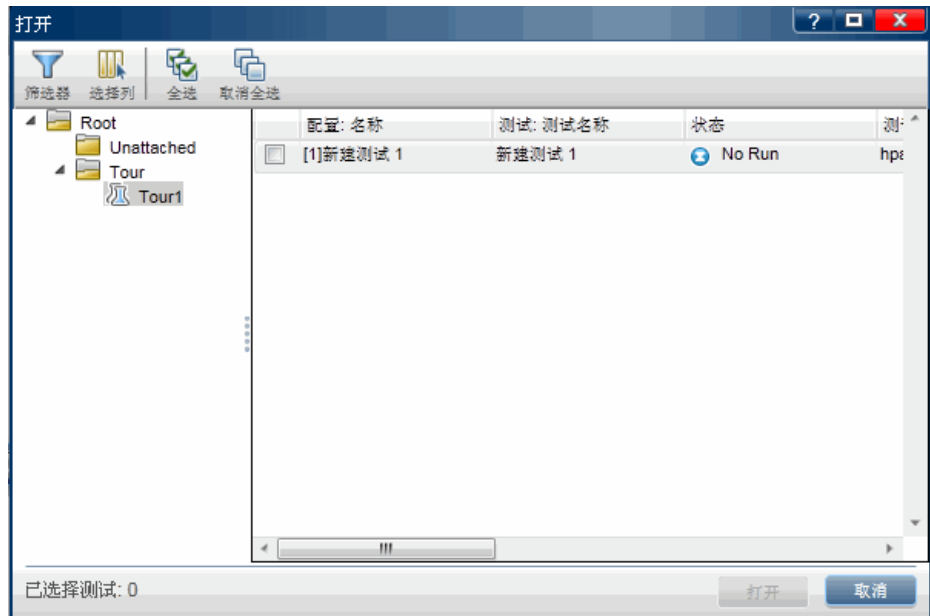 打开
?
X
筛选器 选择列 全选 取消全选
Root
Unattached
Tour
Tour1
配置: 名称 测试: 测试名称 状态
[1]新建测试 1 新建测试 1 No Run
已选择测试: 0
打开 取消